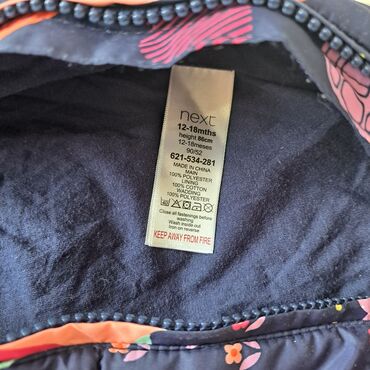 next
12-18mths
height 86cm
12-18meses
90/52
621-534-281
MADE IN CHINA
MAIN
100% POLYESTER
LINING
100% COTTON
WADDING
100% POLYESTER
Close all fastenings before
washing
Wash inside out
Iron on reverse
KEEP AWAY FROM FIRE